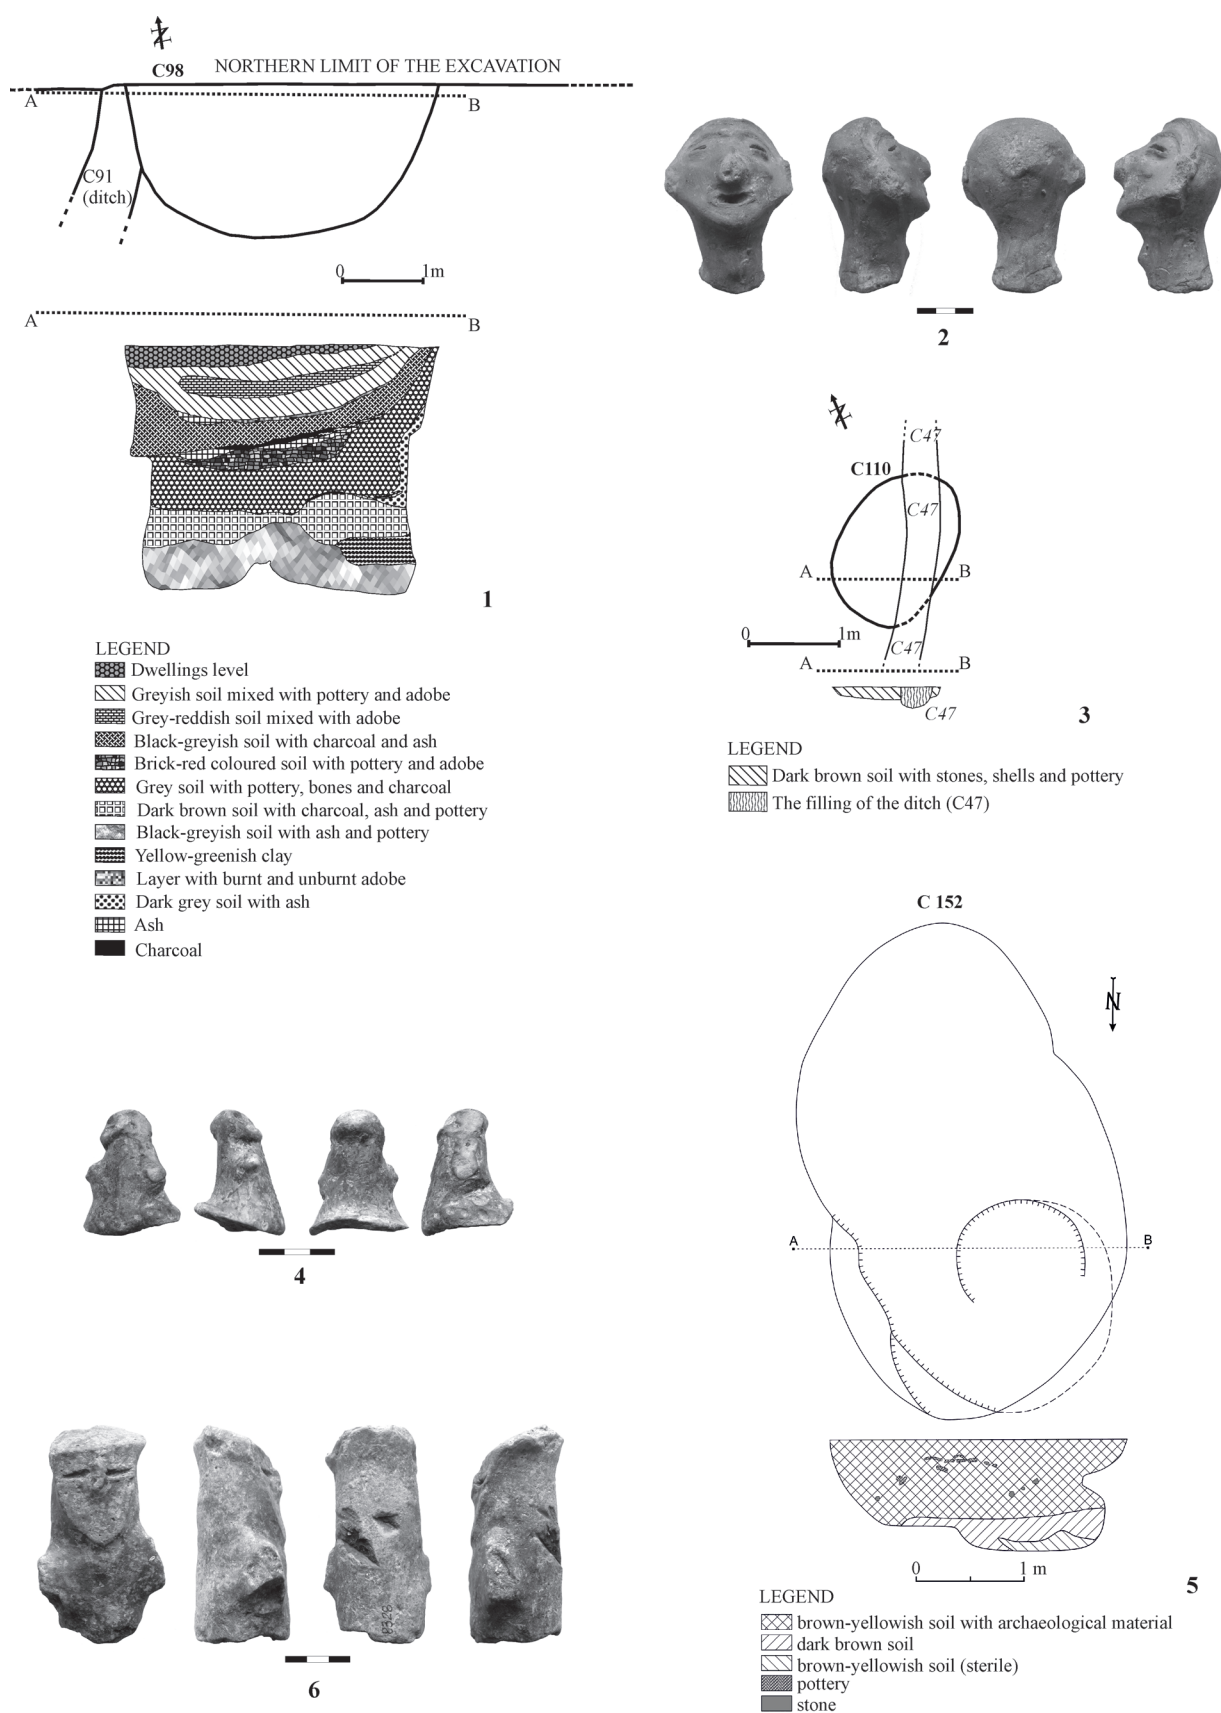 N
C98
NORTHERN LIMIT OF THE EXCAVATION
A
B
C91
(ditch)
0
1m
A
B
1
LEGEND
Dwellings level
Greyish soil mixed with pottery and adobe
Grey-reddish soil mixed with adobe
Black-greyish soil with charcoal and ash
Brick-red coloured soil with pottery and adobe
Grey soil with pottery, bones and charcoal
Dark brown soil with charcoal, ash and pottery
Black-greyish soil with ash and pottery
Yellow-greenish clay
Layer with burnt and unburnt adobe
Dark grey soil with ash
Ash
Charcoal
2
N
C47
C110
C47
A
B
0
1m
C47
A
B
C47
3
LEGEND
Dark brown soil with stones, shells and pottery
The filling of the ditch (C47)
4
C 152
N
A
B
0
1 m
5
LEGEND
brown-yellowish soil with archaeological material
dark brown soil
brown-yellowish soil (sterile)
pottery
stone
8328
6